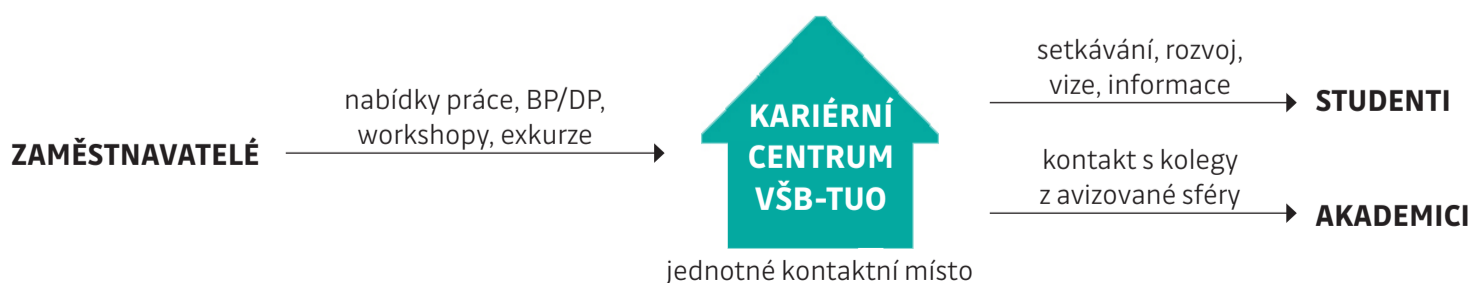 ZAMĚSTNAVATELÉ
nabídky práce, BP/DP,
workshopy, exkurze
KARIÉRNÍ
CENTRUM
VŠB-TUO
jednotné kontaktní místo
setkávání, rozvoj,
vize, informace
STUDENTI
kontakt s kolegy
z avizované sféry
AKADEMICI